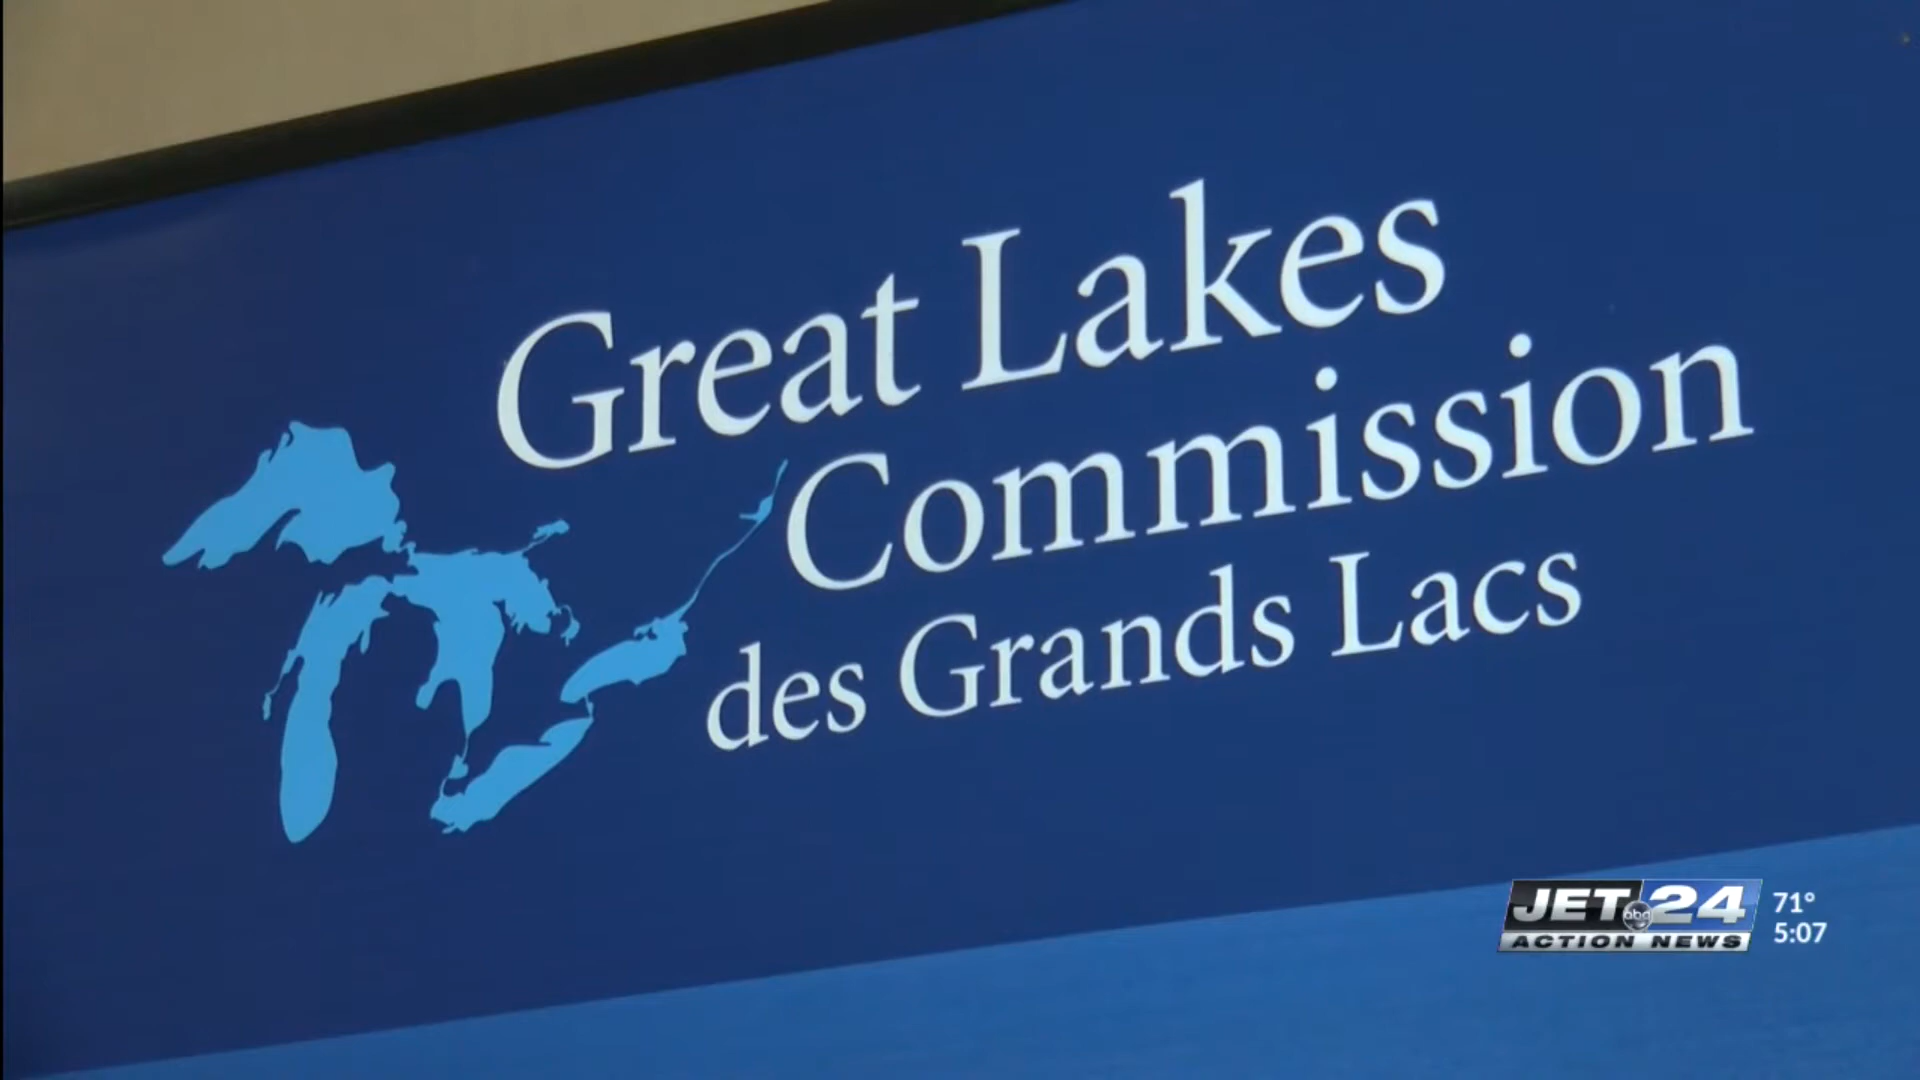 Great Lakes
Commission
des Grands Lacs
JET abc 24
ACTION NEWS
71°
5:07